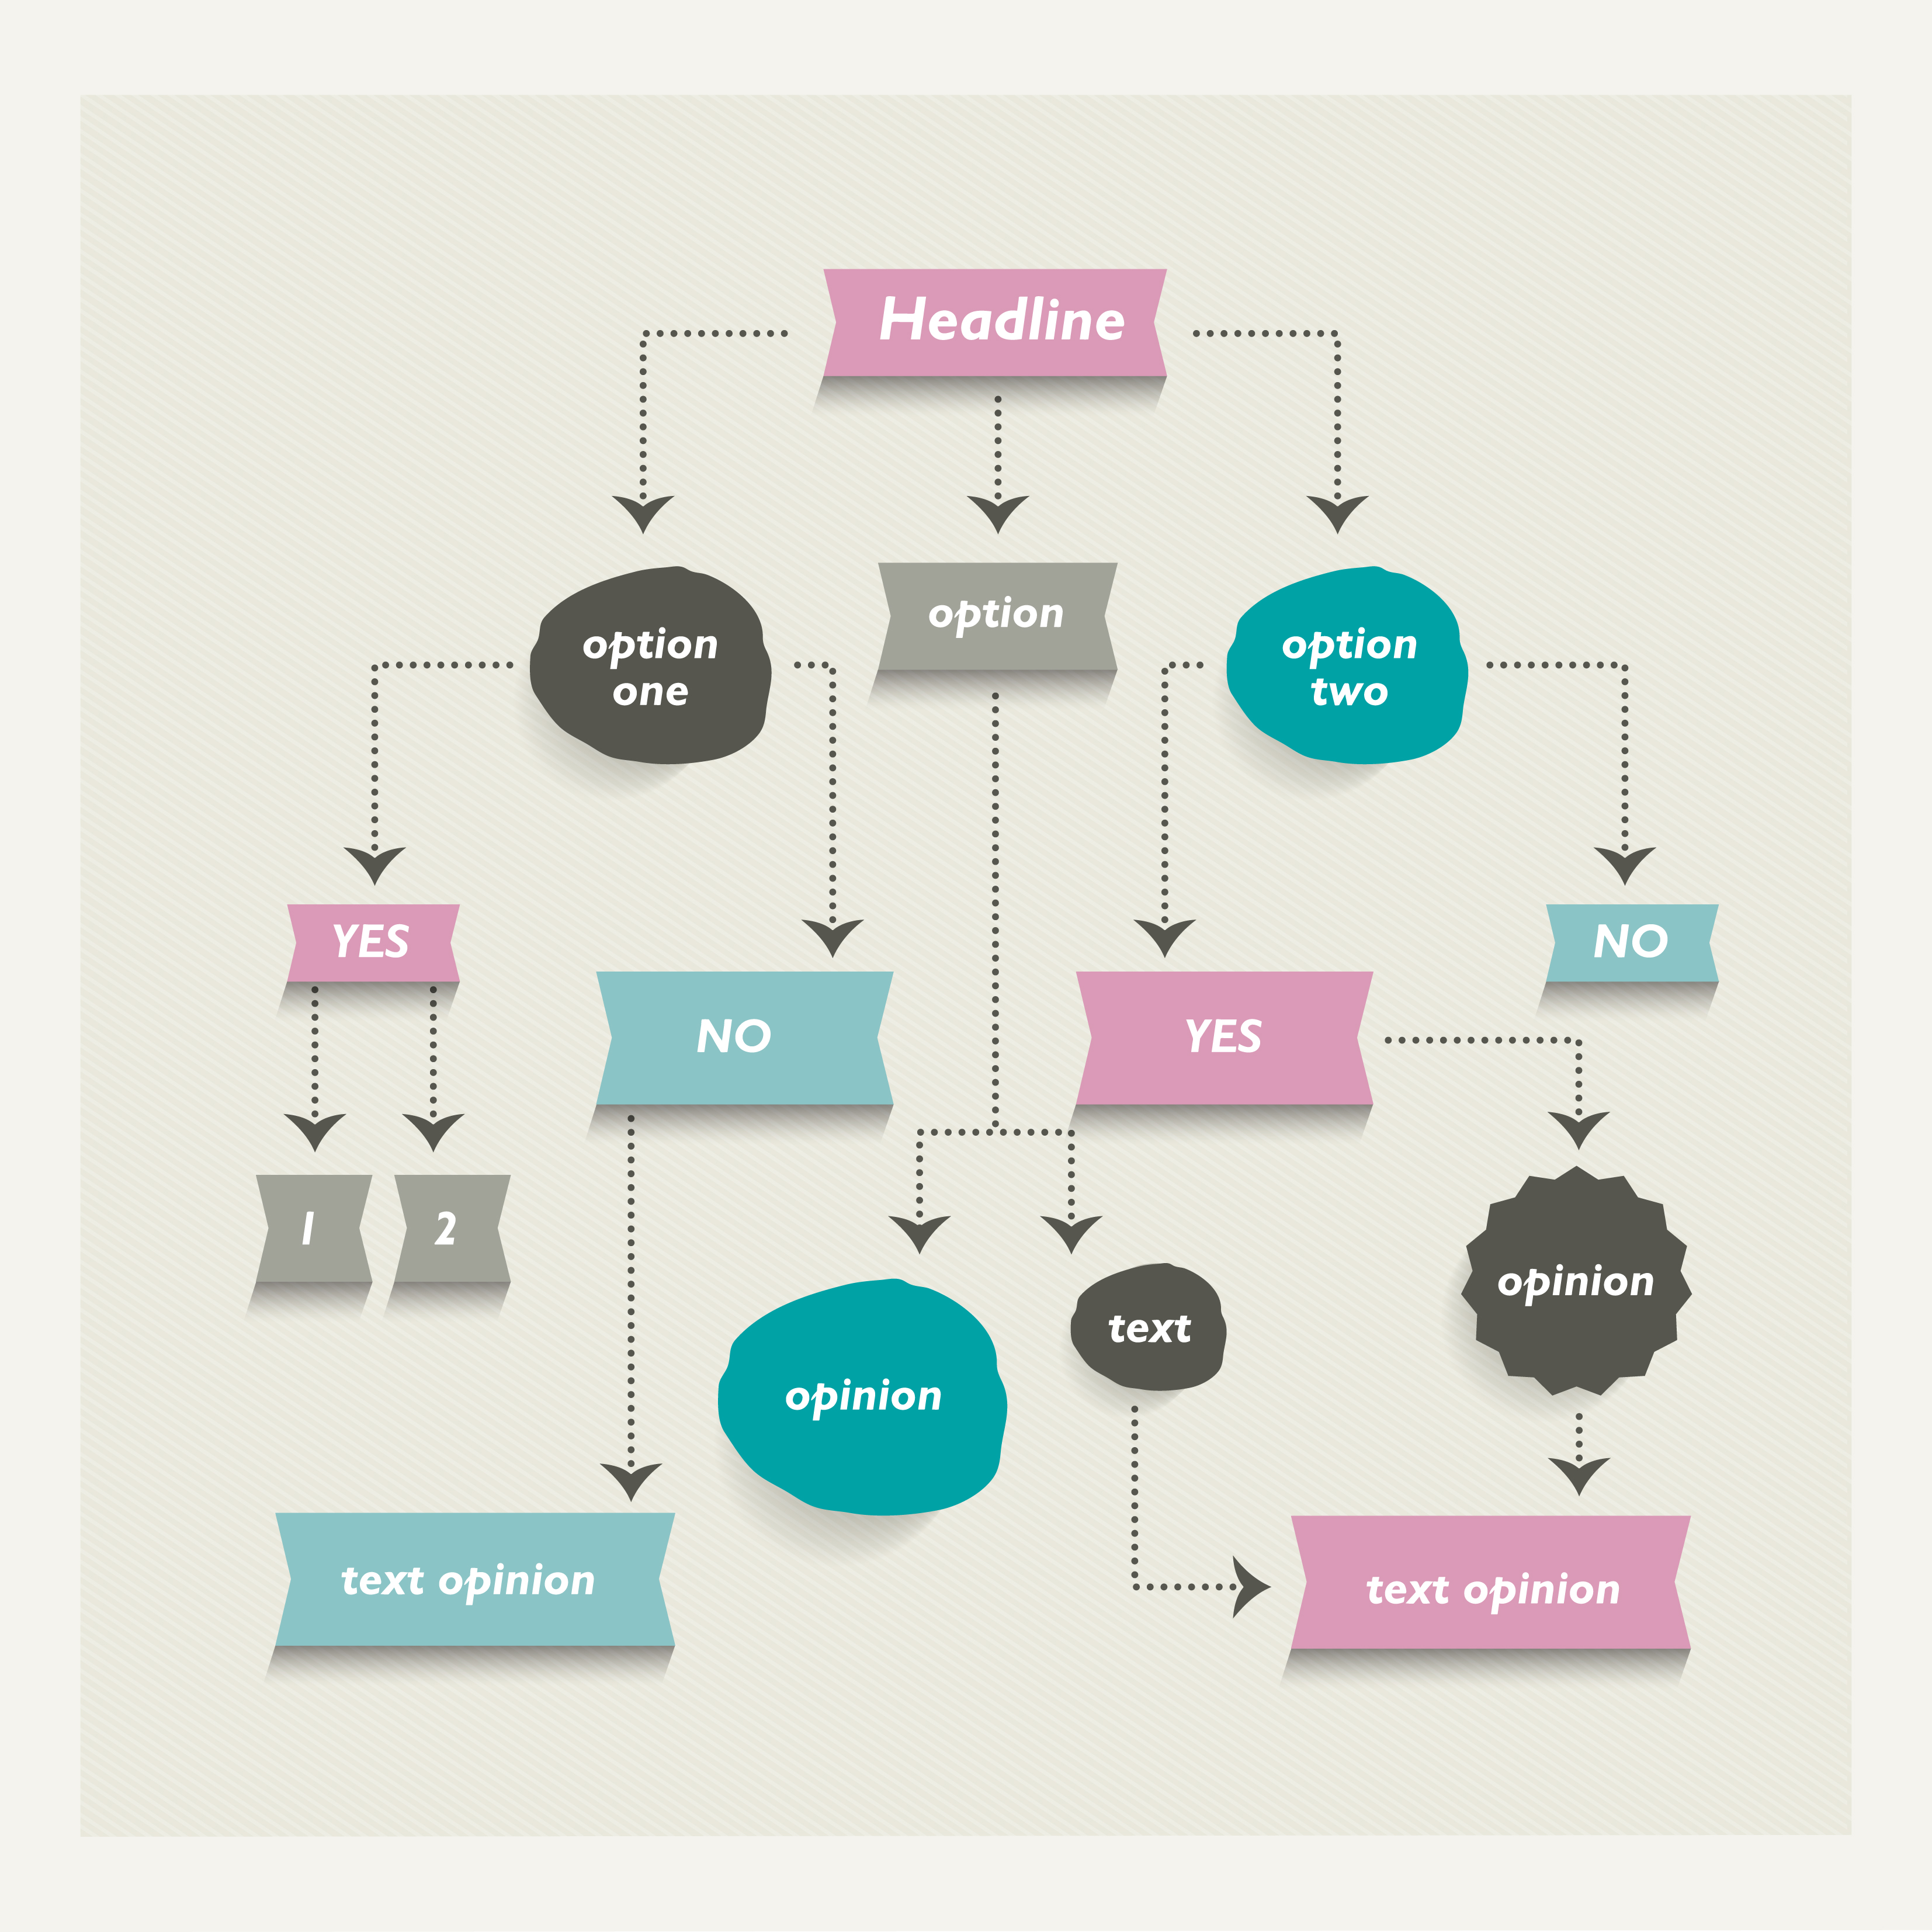 Headline
option
one
option
option
two
YES
NO
NO
YES
1
2
opinion
text
opinion
text opinion
text opinion